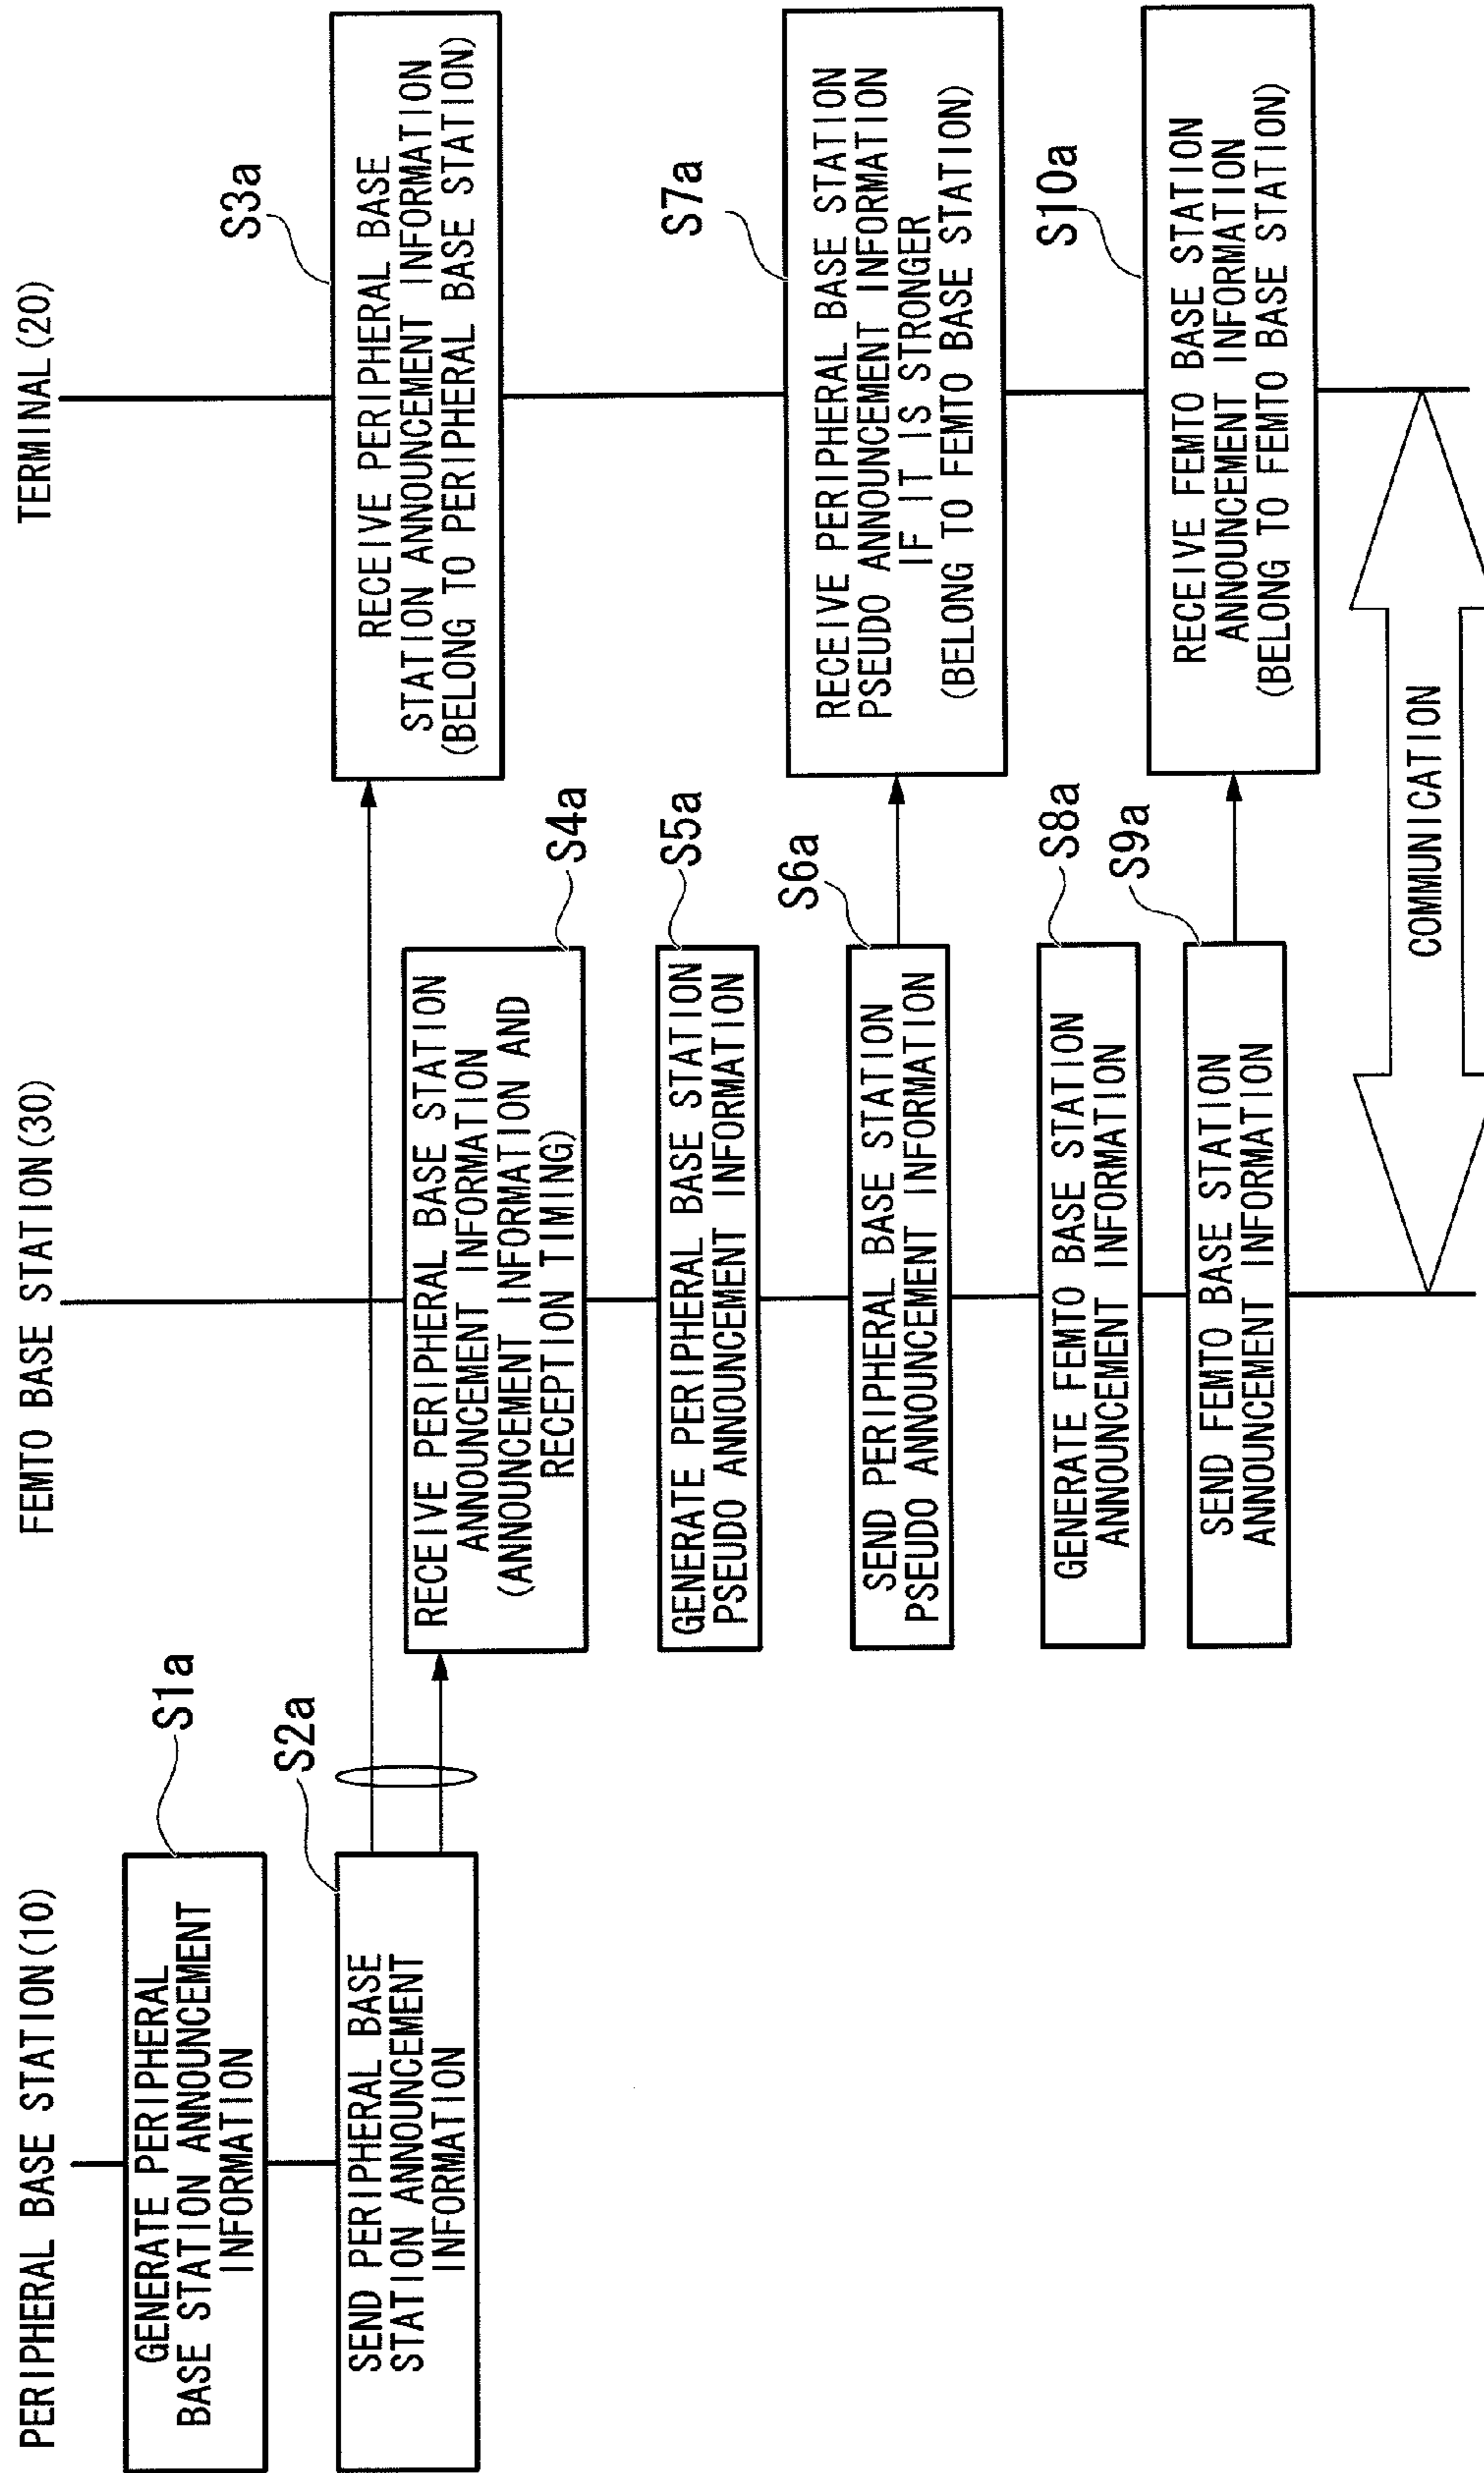 PERIPHERAL BASE STATION(10)
FEMTO BASE STATION(30)
TERMINAL(20)
S1a
GENERATE PERIPHERAL
BASE STATION ANNOUNCEMENT
INFORMATION
S2a
SEND PERIPHERAL BASE
STATION ANNOUNCEMENT
INFORMATION
S3a
RECEIVE PERIPHERAL BASE
STATION ANNOUNCEMENT INFORMATION
(BELONG TO PERIPHERAL BASE STATION)
S4a
RECEIVE PERIPHERAL BASE STATION
ANNOUNCEMENT INFORMATION
(ANNOUNCEMENT INFORMATION AND
RECEPTION TIMING)
S5a
GENERATE PERIPHERAL BASE STATION
PSEUDO ANNOUNCEMENT INFORMATION
S6a
SEND PERIPHERAL BASE STATION
PSEUDO ANNOUNCEMENT INFORMATION
S7a
RECEIVE PERIPHERAL BASE STATION
PSEUDO ANNOUNCEMENT INFORMATION
IF IT IS STRONGER
(BELONG TO FEMTO BASE STATION)
S8a
GENERATE FEMTO BASE STATION
ANNOUNCEMENT INFORMATION
S9a
SEND FEMTO BASE STATION
ANNOUNCEMENT INFORMATION
S10a
RECEIVE FEMTO BASE STATION
ANNOUNCEMENT INFORMATION
(BELONG TO FEMTO BASE STATION)
COMMUNICATION